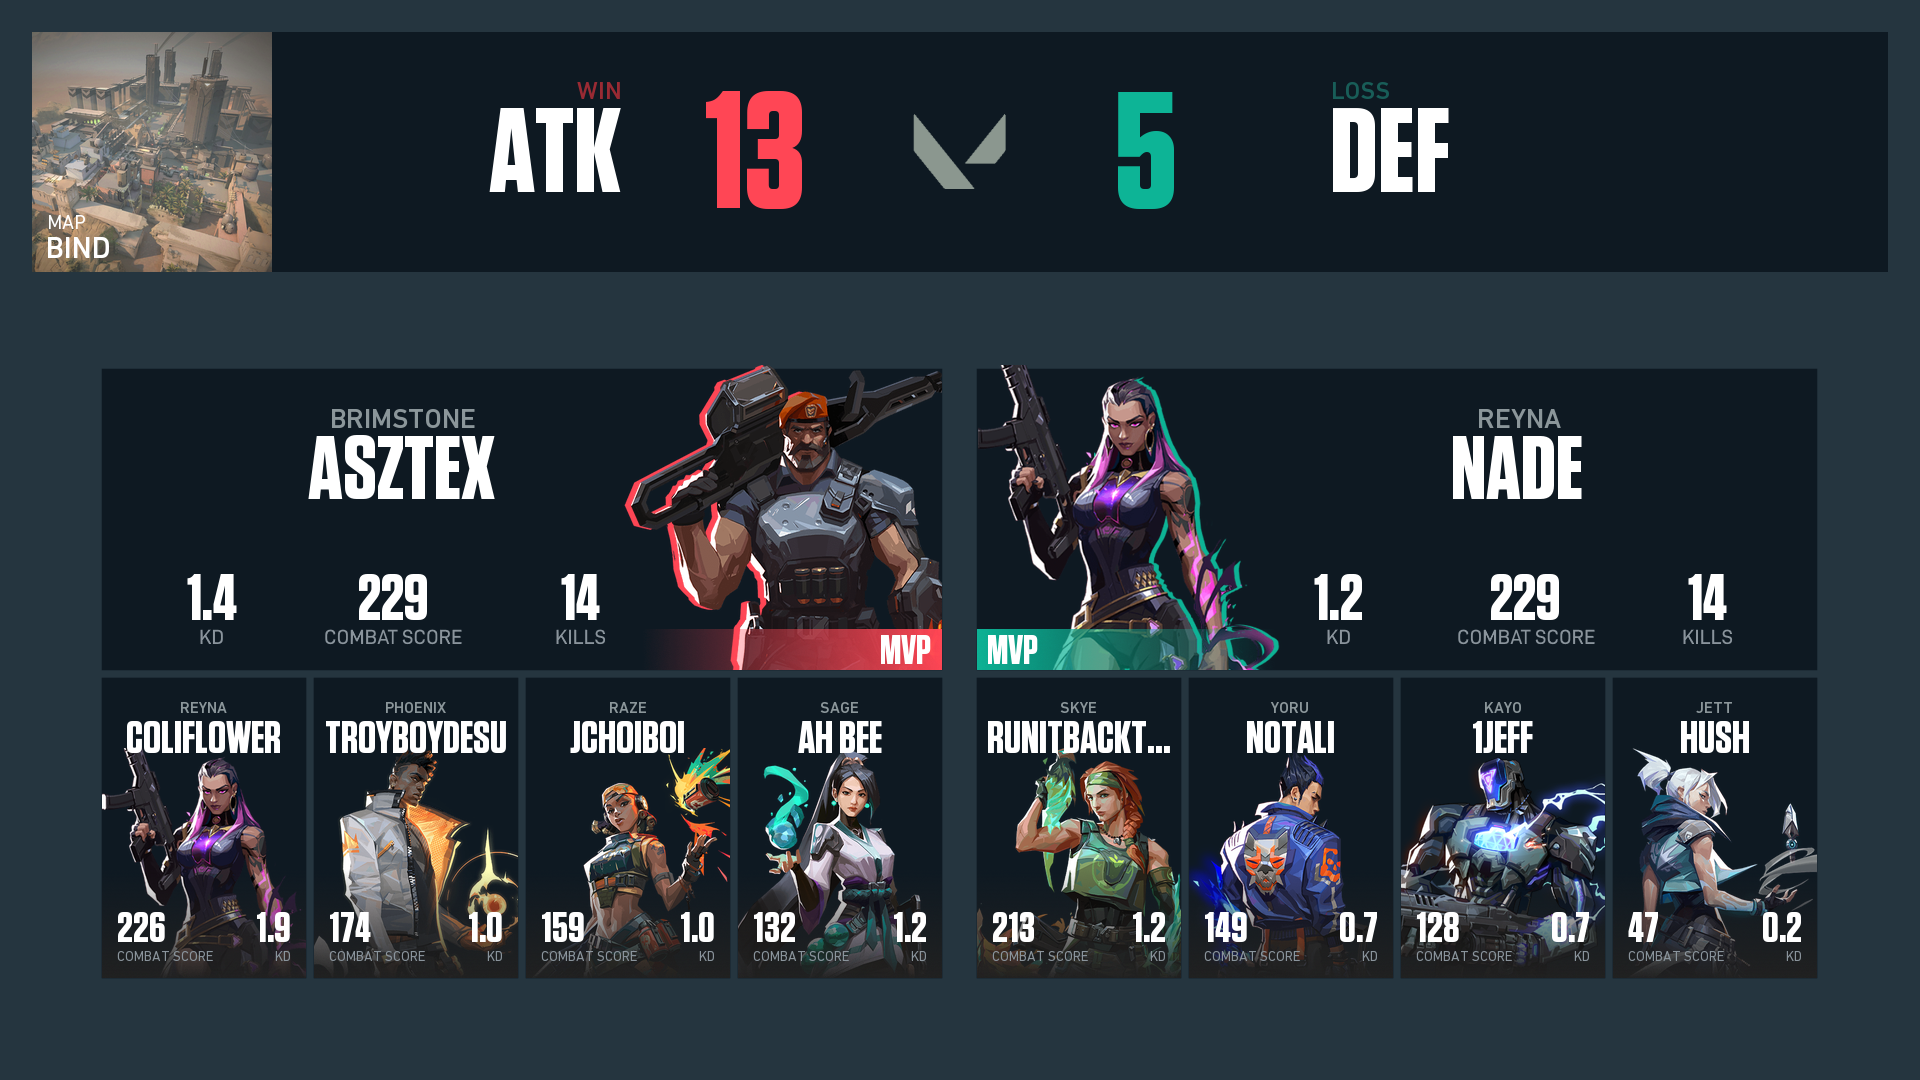 MAP
BIND
WIN
ATK
13
5
LOSS
DEF
BRIMSTONE
ASZTEX
1.4
KD
229
COMBAT SCORE
14
KILLS
MVP
REYNA
NADE
1.2
KD
229
COMBAT SCORE
14
KILLS
MVP
REYNA
COLIFLOWER
226
COMBAT SCORE
1.9
KD
PHOENIX
TROYBOYDESU
174
COMBAT SCORE
1.0
KD
RAZE
JCHOIBOI
159
COMBAT SCORE
1.0
KD
SAGE
AH BEE
132
COMBAT SCORE
1.2
KD
SKYE
RUNITBACKT...
213
COMBAT SCORE
1.2
KD
YORU
NOTALI
149
COMBAT SCORE
0.7
KD
KAYO
1JEFF
128
COMBAT SCORE
0.7
KD
JETT
HUSH
47
COMBAT SCORE
0.2
KD